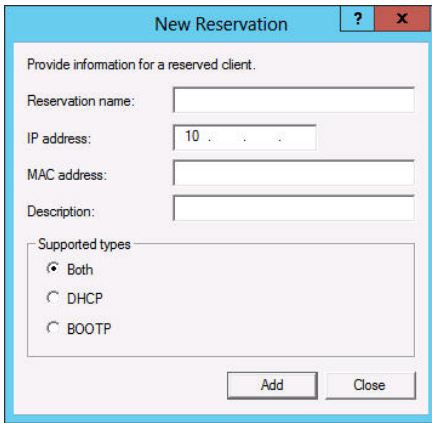 New Reservation
? x
Provide information for a reserved client.
Reservation name:
IP address: 10 . . .
MAC address:
Description:
Supported types
Both
DHCP
BOOTP
Add Close